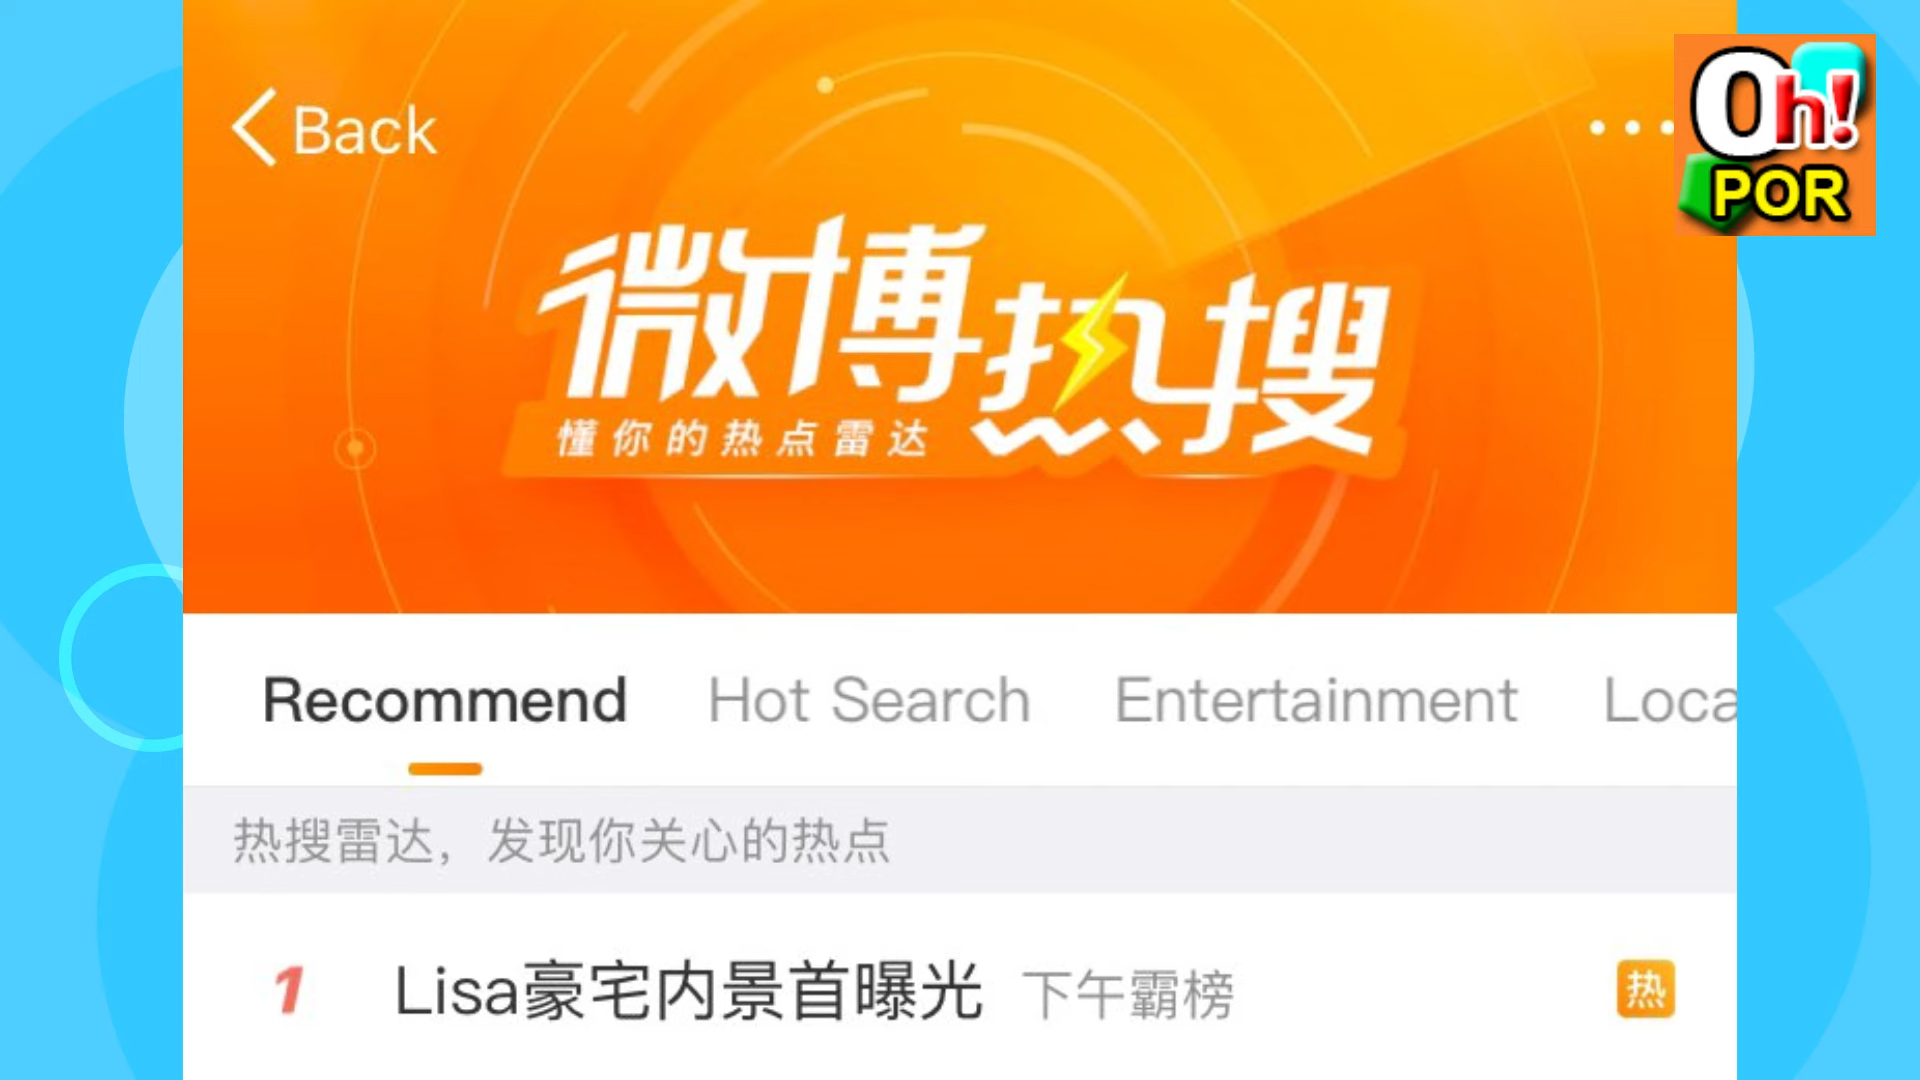 Back
Oh!
POR
微博热搜
懂你的热点雷达
Recommend Hot Search Entertainment Loca
热搜雷达，发现你关心的热点
1 Lisa豪宅内景首曝光 下午霸榜 热